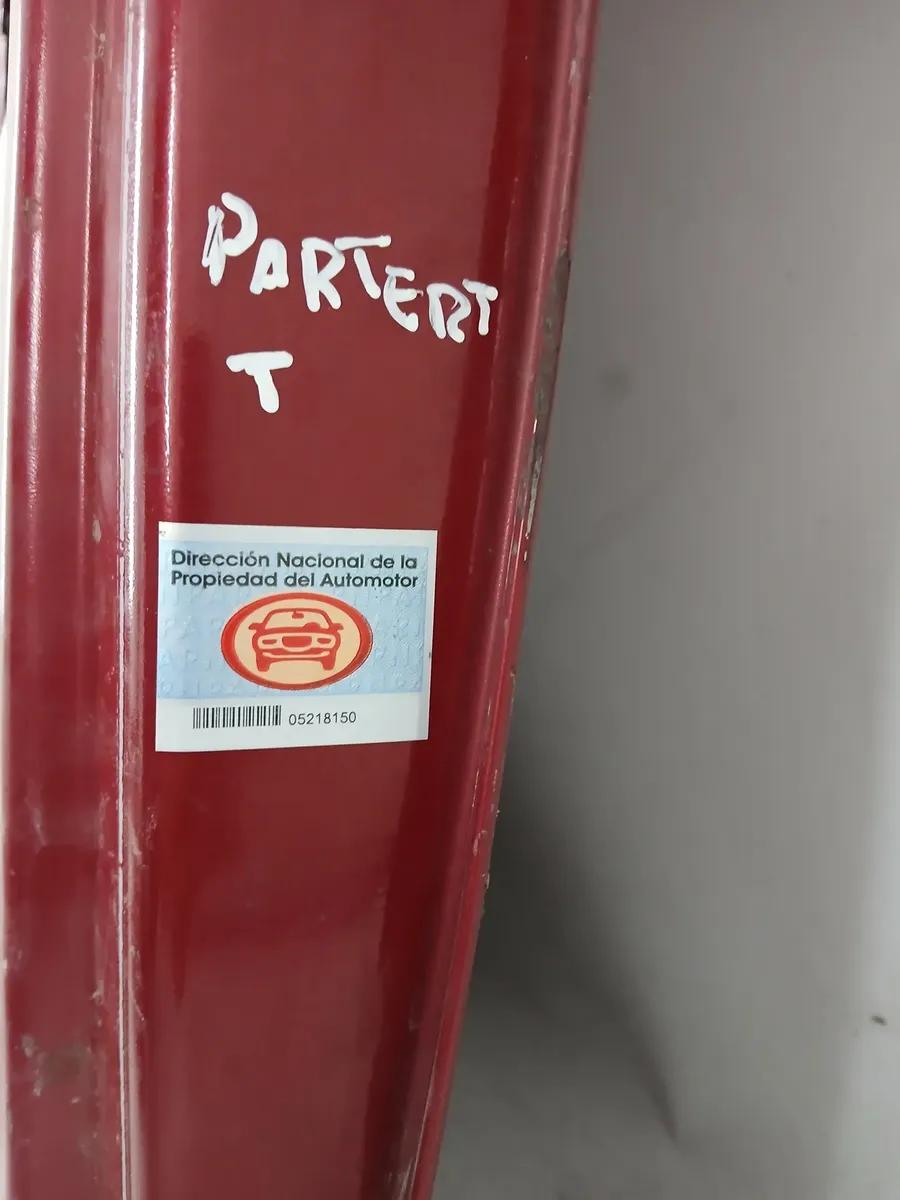 PARTERT
T
Dirección Nacional de la
Propiedad del Automotor
05218150